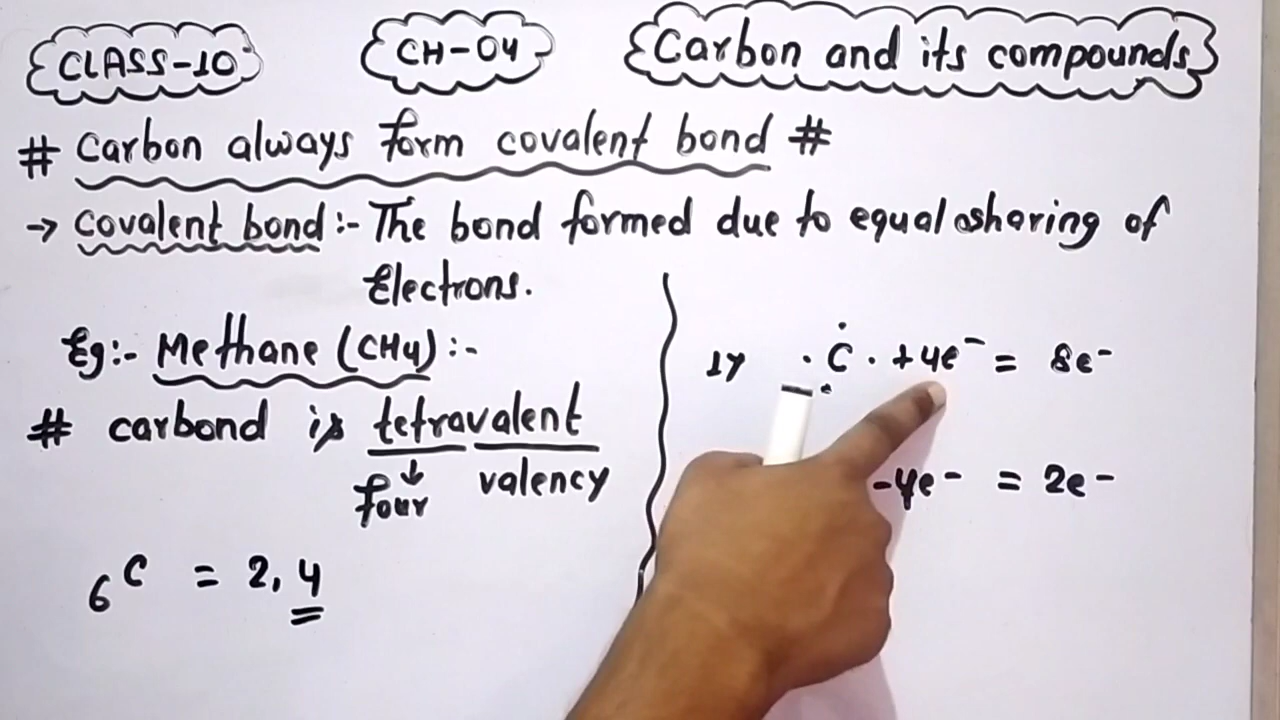 CLASS-10
CH-04
Carbon and its compounds
# Carbon always form covalent bond #
→ Covalent bond :- The bond formed due to equal sharing of
Electrons.
Eg:- Methane (CH4) :-
# carbond is tetravalent
↓
four valency
6C = 2, 4
1) C + 4e- = 8e-
-4e- = 2e-